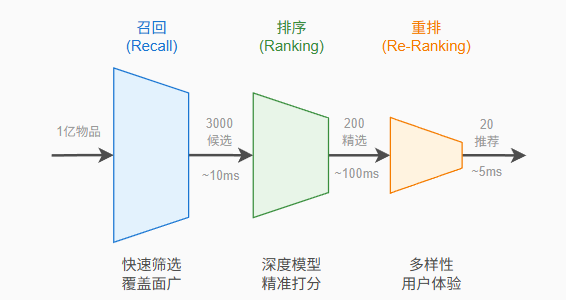 召回
(Recall)
排序
(Ranking)
重排
(Re-Ranking)
1亿物品
3000
候选
~10ms
200
精选
~100ms
20
推荐
~5ms
快速筛选
覆盖面广
深度模型
精准打分
多样性
用户体验